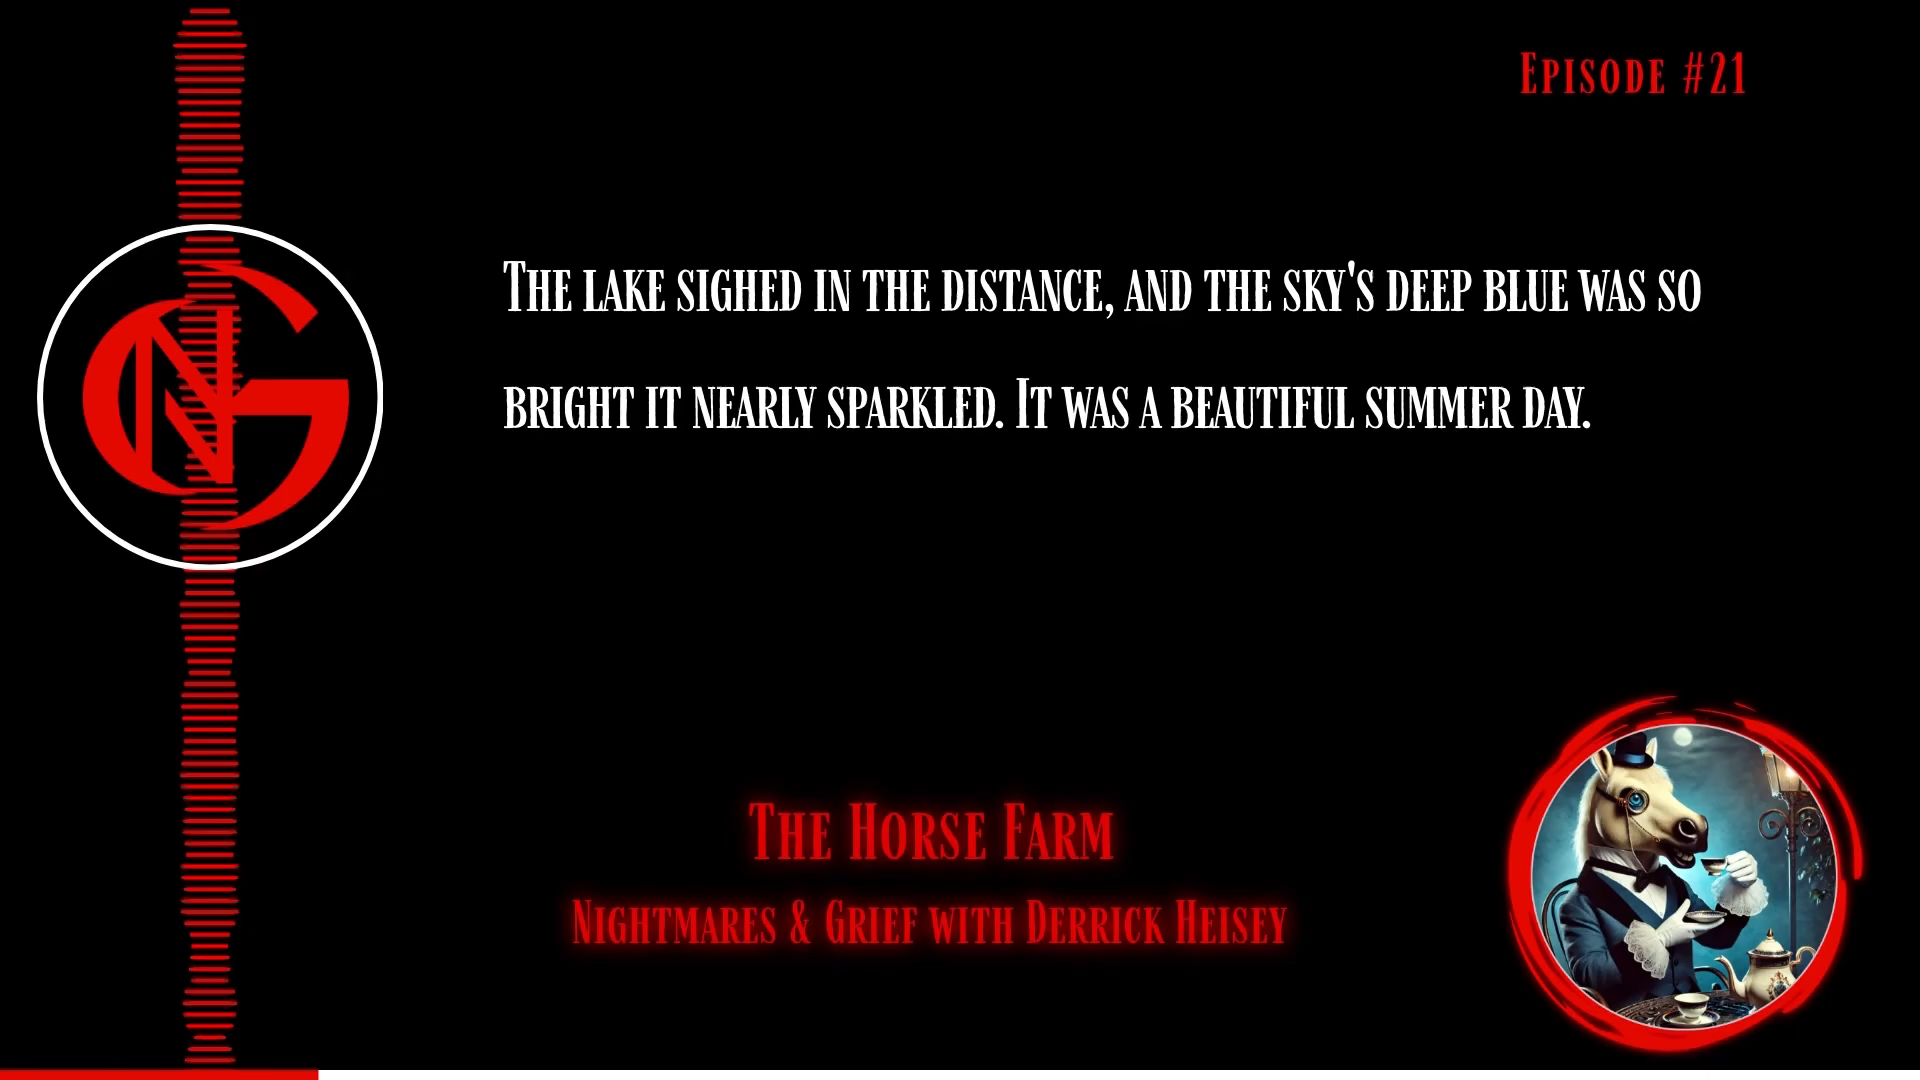 Episode #21
NG
The lake sighed in the distance, and the sky's deep blue was so
bright it nearly sparkled. It was a beautiful summer day.
The Horse Farm
Nightmares & Grief with Derrick Heisey